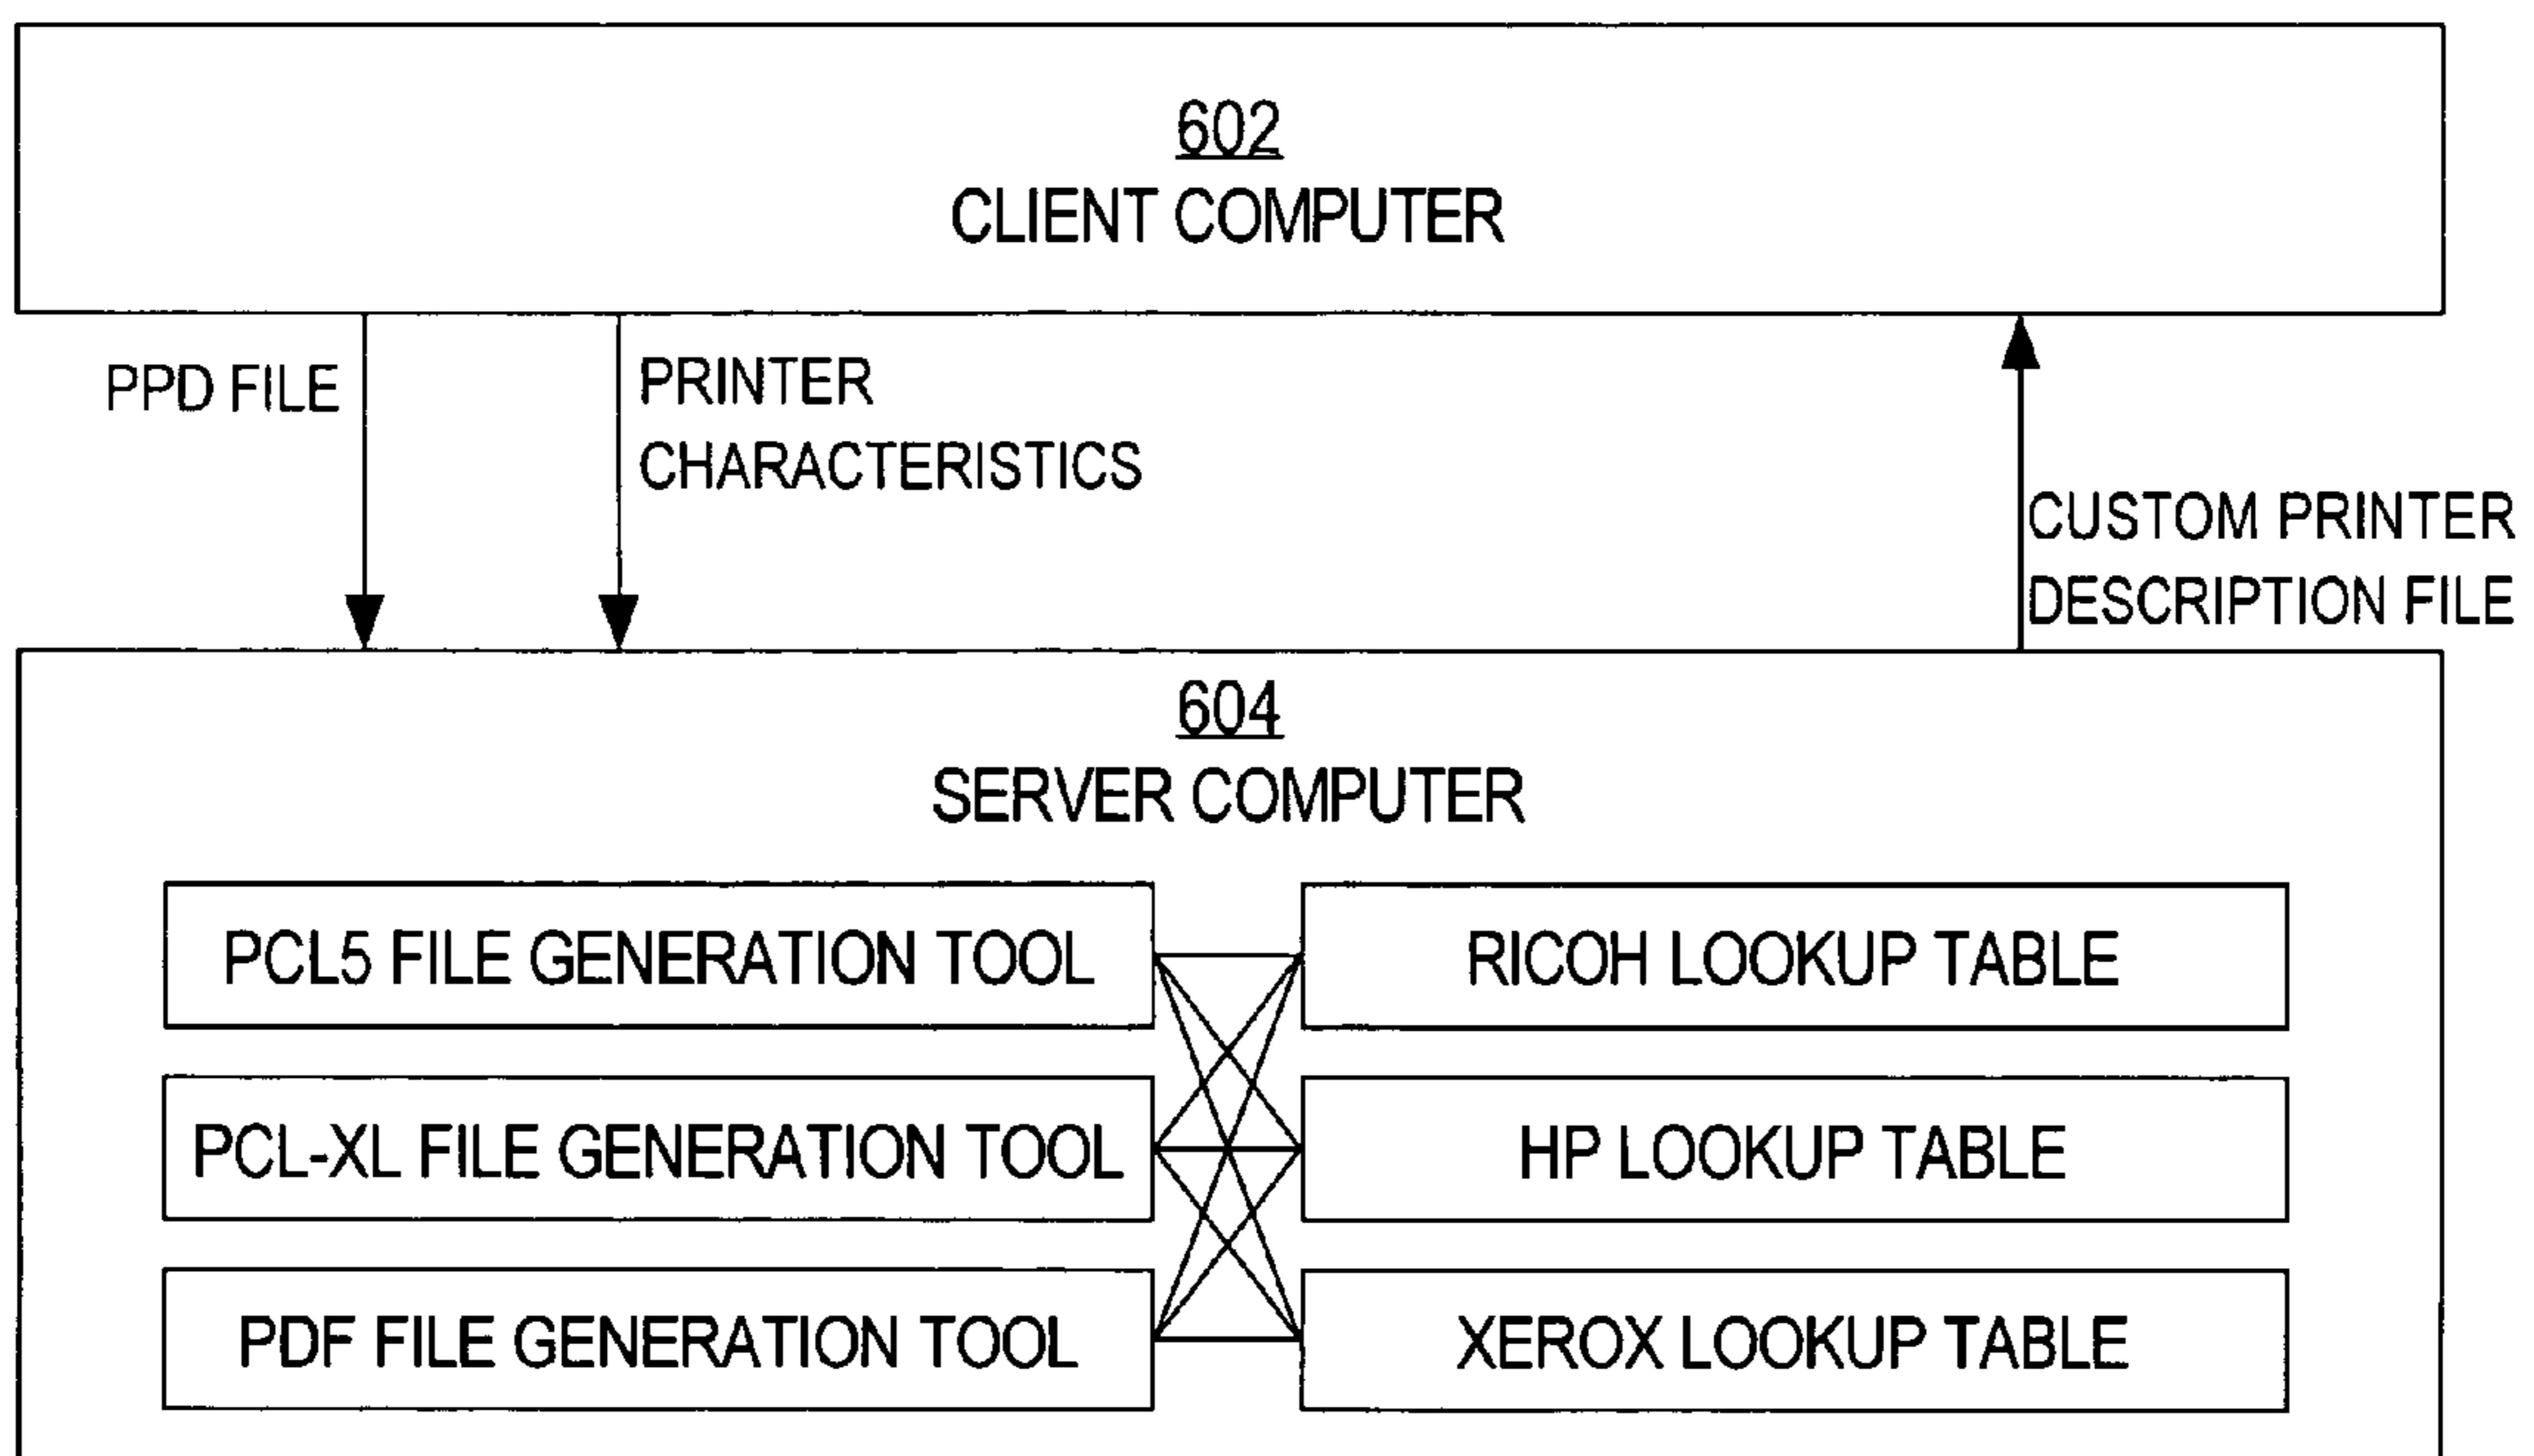 602
CLIENT COMPUTER
PPD FILE
PRINTER
CHARACTERISTICS
CUSTOM PRINTER
DESCRIPTION FILE
604
SERVER COMPUTER
PCL5 FILE GENERATION TOOL
RICOH LOOKUP TABLE
PCL-XL FILE GENERATION TOOL
HP LOOKUP TABLE
PDF FILE GENERATION TOOL
XEROX LOOKUP TABLE